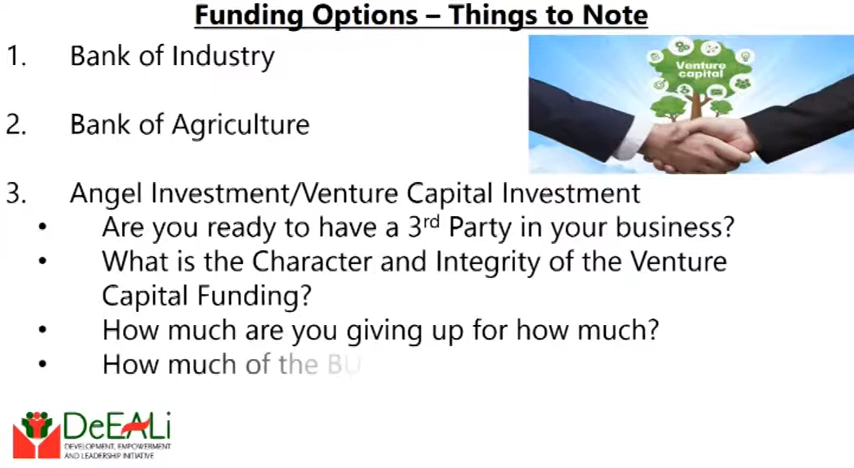 Funding Options – Things to Note
1. Bank of Industry
Venture
capital
2. Bank of Agriculture
3. Angel Investment/Venture Capital Investment
• Are you ready to have a 3rd Party in your business?
• What is the Character and Integrity of the Venture
Capital Funding?
• How much are you giving up for how much?
• How much of the BU
DeEALi
DEVELOPMENT, EMPOWERMENT
AND LEADERSHIP INITIATIVE